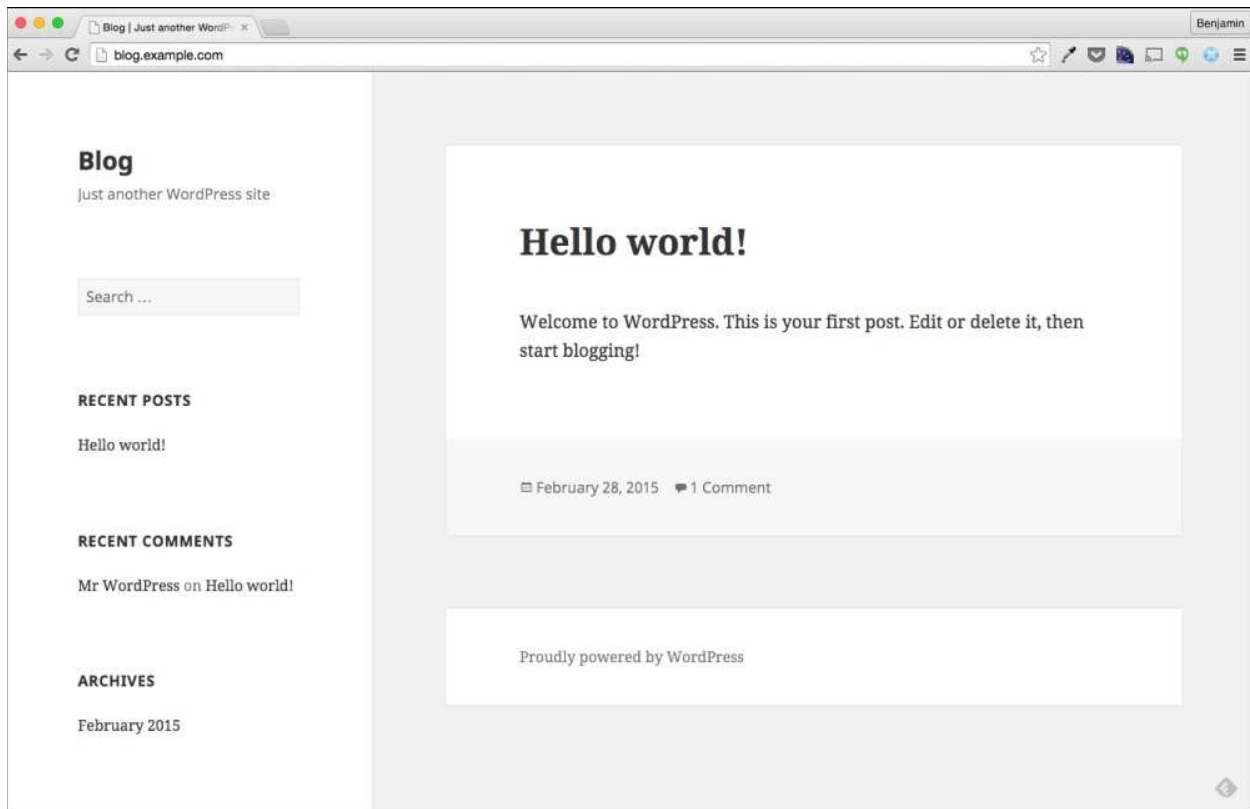 Blog | Just another WordP
Benjamin
blog.example.com
Blog
Just another WordPress site
Search ...
RECENT POSTS
Hello world!
RECENT COMMENTS
Mr WordPress on Hello world!
ARCHIVES
February 2015
Hello world!
Welcome to WordPress. This is your first post. Edit or delete it, then
start blogging!
February 28, 2015 1 Comment
Proudly powered by WordPress